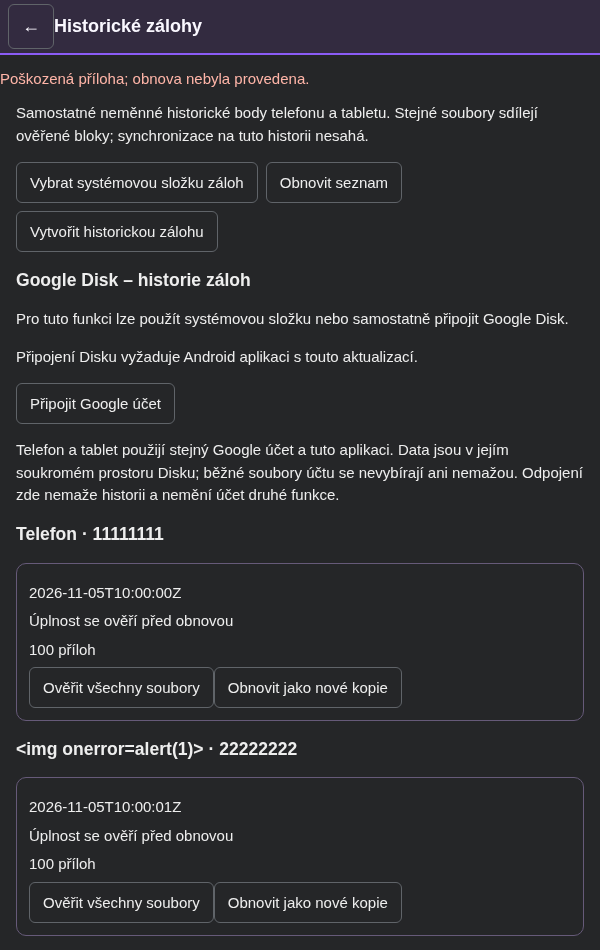 ←
Historické zálohy
Poškozená příloha; obnova nebyla provedena.
Samostatné neměnné historické body telefonu a tabletu. Stejné soubory sdílejí
ověřené bloky; synchronizace na tuto historii nesahá.
Vybrat systémovou složku záloh
Obnovit seznam
Vytvořit historickou zálohu
Google Disk – historie záloh
Pro tuto funkci lze použít systémovou složku nebo samostatně připojit Google Disk.
Připojení Disku vyžaduje Android aplikaci s touto aktualizací.
Připojit Google účet
Telefon a tablet použijí stejný Google účet a tuto aplikaci. Data jsou v jejím
soukromém prostoru Disku; běžné soubory účtu se nevybírají ani nemažou. Odpojení
zde nemaže historii a nemění účet druhé funkce.
Telefon · 11111111
2026-11-05T10:00:00Z
Úplnost se ověří před obnovou
100 příloh
Ověřit všechny soubory
Obnovit jako nové kopie
<img onerror=alert(1)> · 22222222
2026-11-05T10:00:01Z
Úplnost se ověří před obnovou
100 příloh
Ověřit všechny soubory
Obnovit jako nové kopie